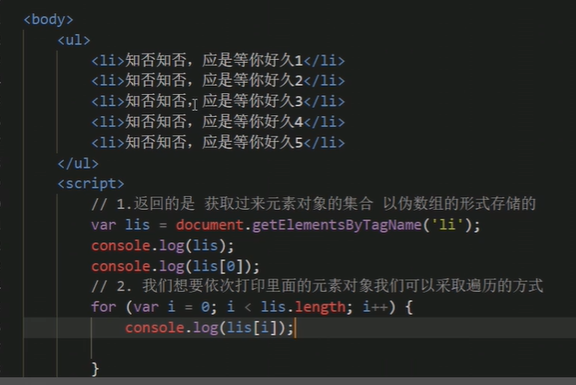 <body>
<ul>
<li>知否知否，应是等你好久1</li>
<li>知否知否，应是等你好久2</li>
<li>知否知否，应是等你好久3</li>
<li>知否知否，应是等你好久4</li>
<li>知否知否，应是等你好久5</li>
</ul>
<script>
// 1.返回的是 获取过来元素对象的集合 以伪数组的形式存储的
var lis = document.getElementsByTagName('li');
console.log(lis);
console.log(lis[0]);
// 2. 我们想要依次打印里面的元素对象我们可以采取遍历的方式
for (var i = 0; i < lis.length; i++) {
console.log(lis[i]);
}